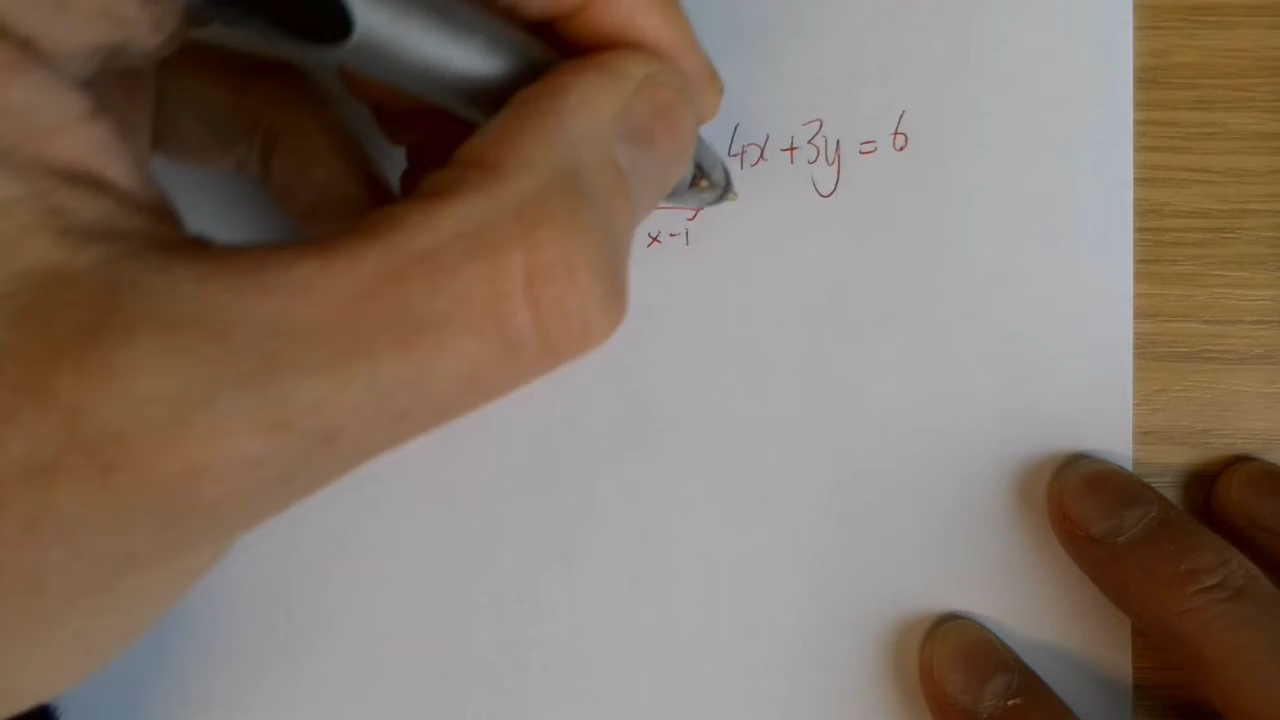 4x + 3y = 6
x - 1